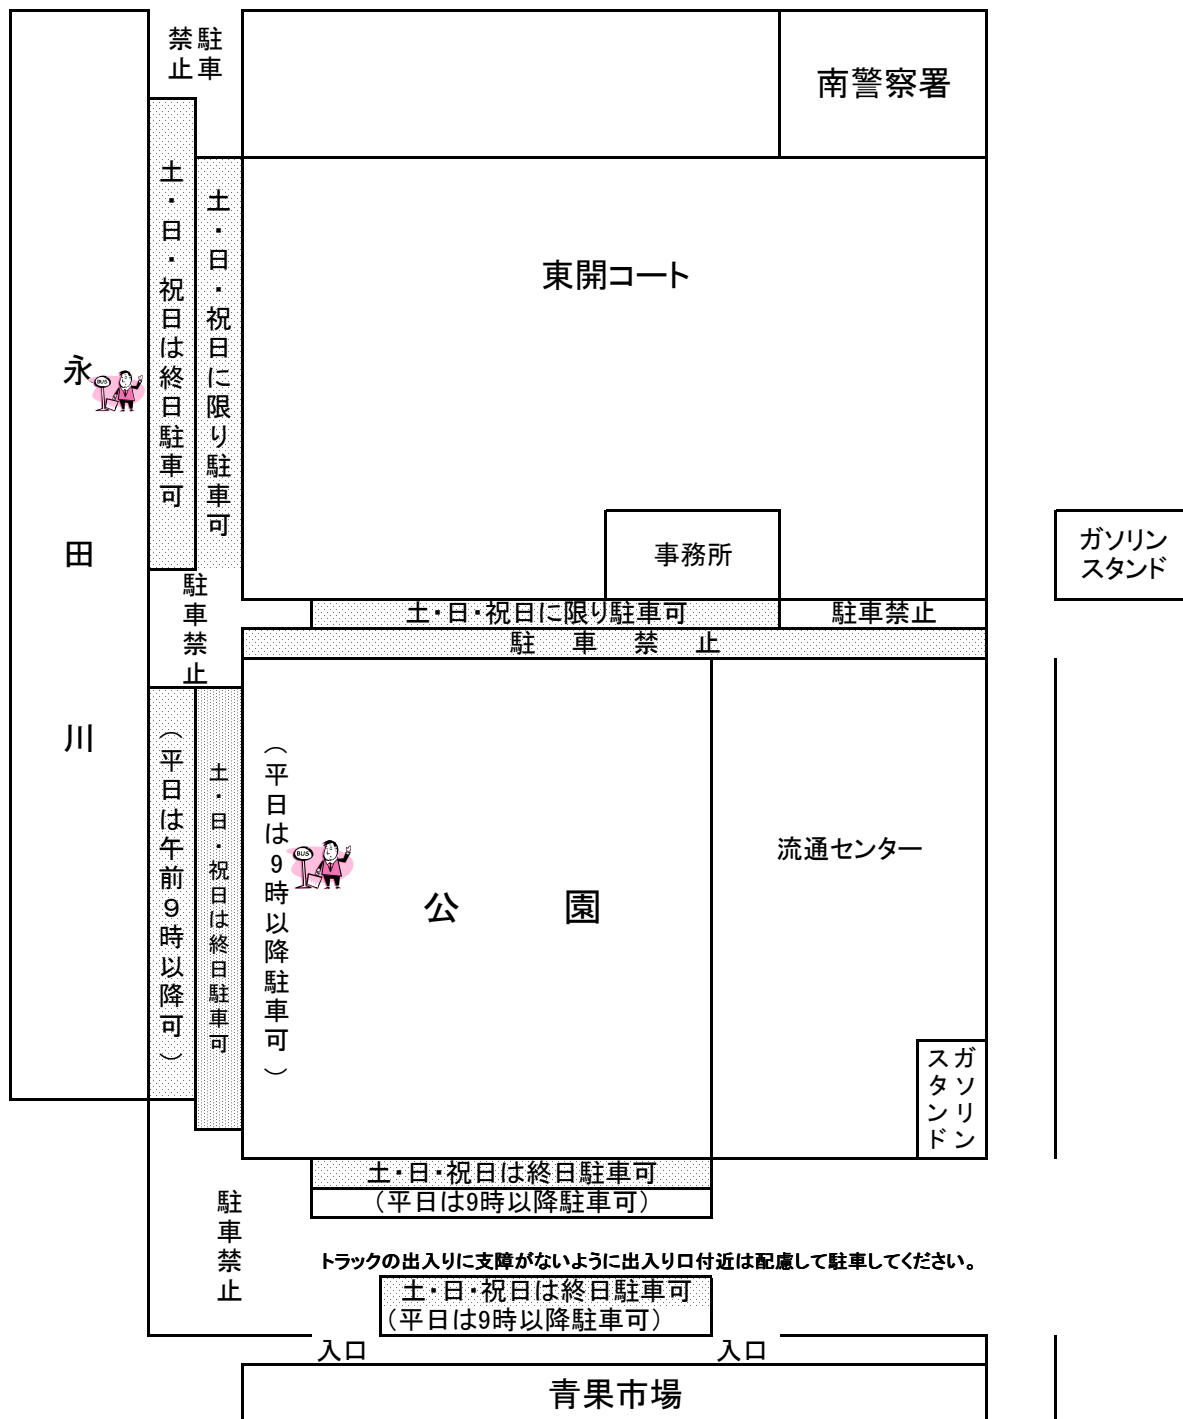 駐車
禁止
南警察署
土・日・祝日は終日駐車可
土・日・祝日に限り駐車可
東開コート
永田川
BUS
事務所
ガソリン
スタンド
駐車禁止
土・日・祝日に限り駐車可
駐車禁止
駐車禁止
（平日は午前９時以降可）
土・日・祝日は終日駐車可
（平日は９時以降駐車可）
BUS
公園
流通センター
ガソリン
スタンド
土・日・祝日は終日駐車可
（平日は9時以降駐車可）
駐車禁止
トラックの出入りに支障がないように出入り口付近は配慮して駐車してください。
土・日・祝日は終日駐車可
（平日は9時以降駐車可）
入口
入口
青果市場